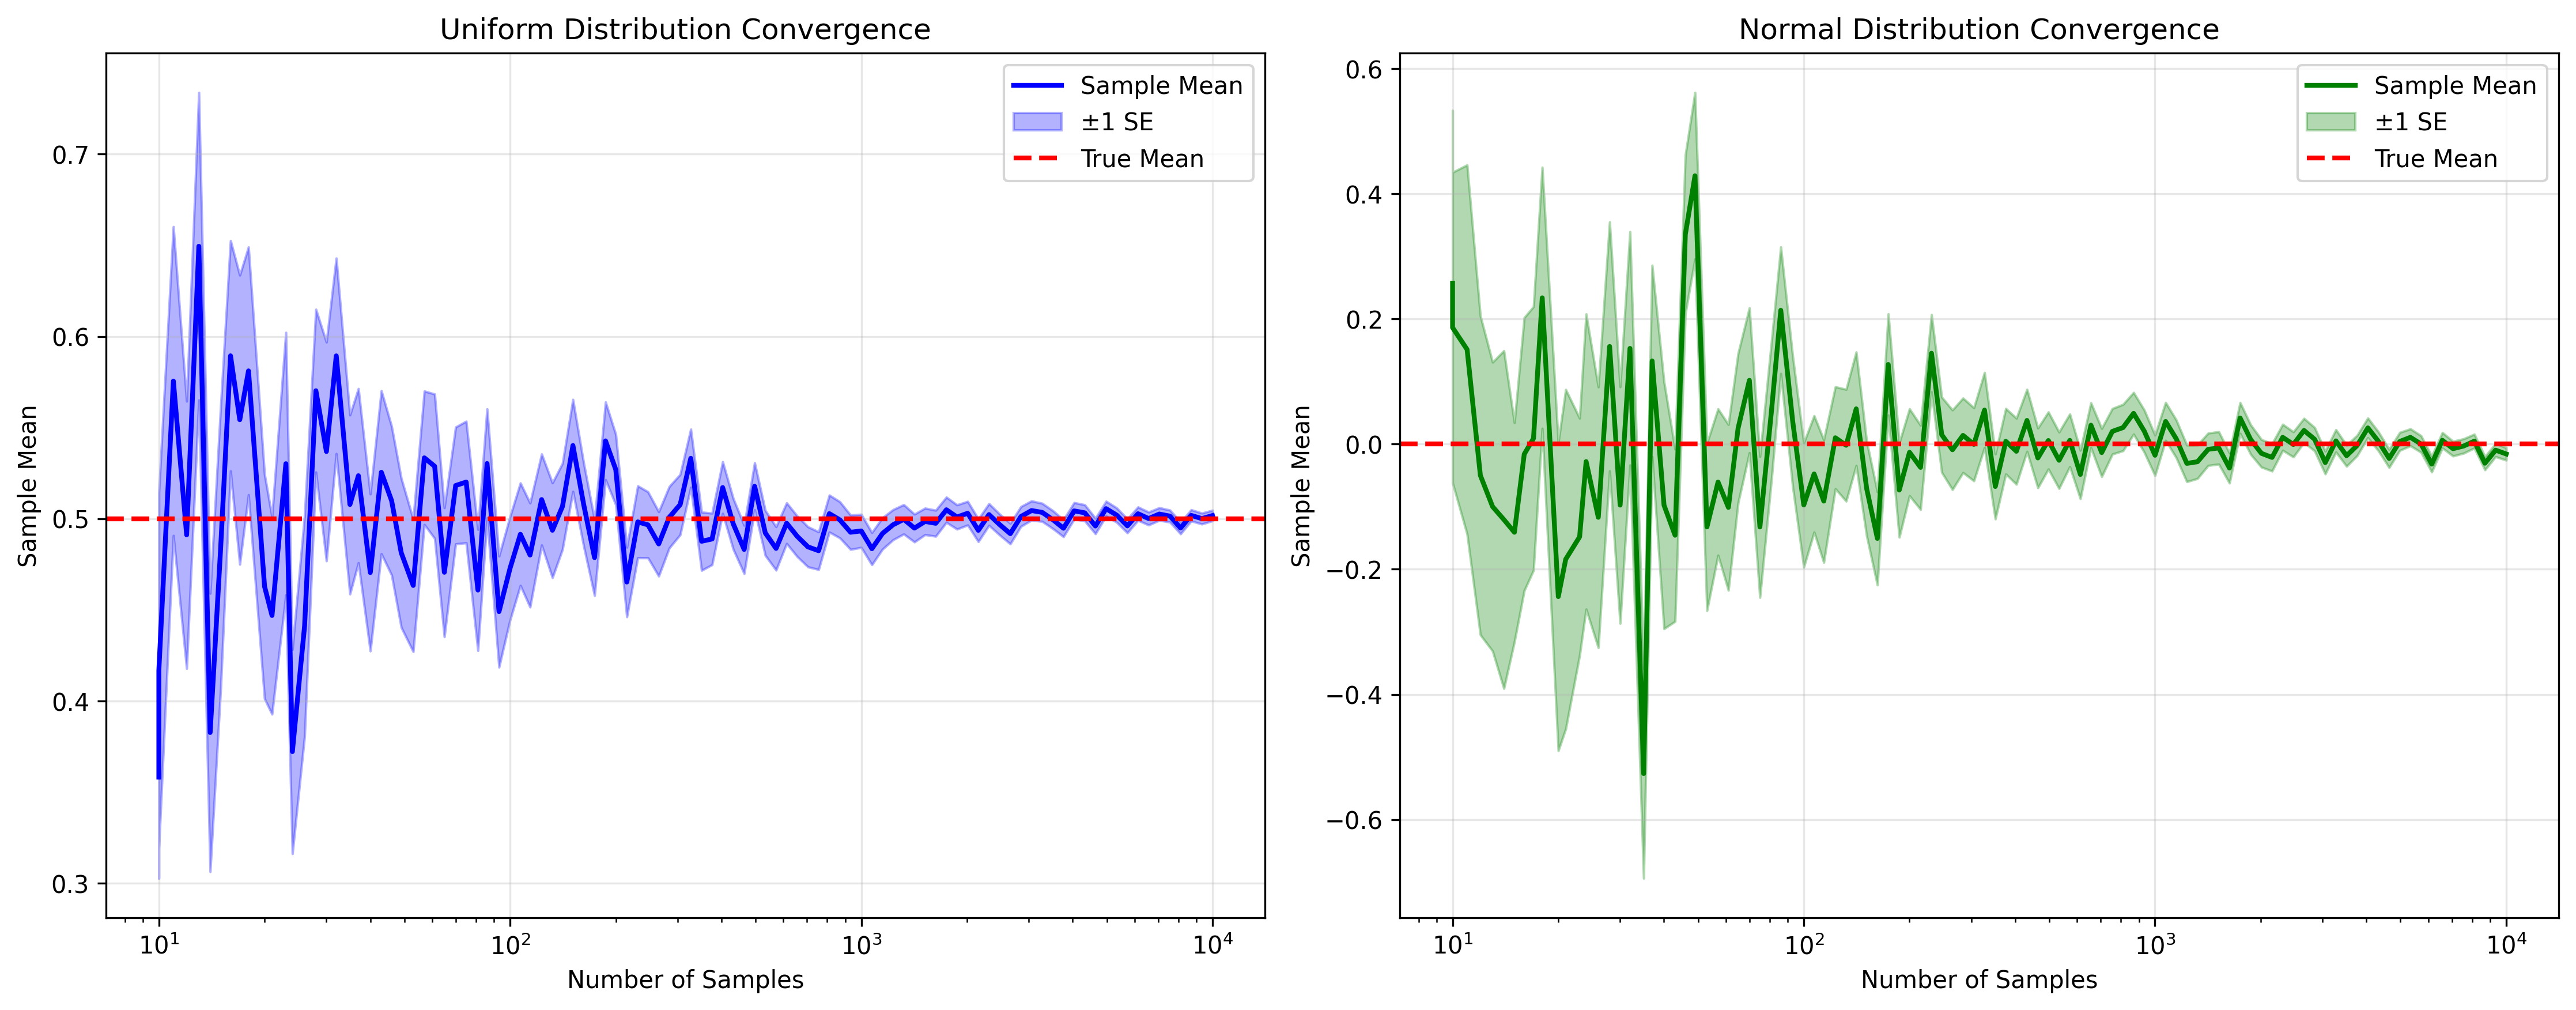 Uniform Distribution Convergence
Sample Mean
±1 SE
True Mean
0.7
0.6
0.5
0.4
0.3
Sample Mean
10¹
10²
10³
10⁴
Number of Samples
Normal Distribution Convergence
Sample Mean
±1 SE
True Mean
0.6
0.4
0.2
0.0
−0.2
−0.4
−0.6
Sample Mean
10¹
10²
10³
10⁴
Number of Samples